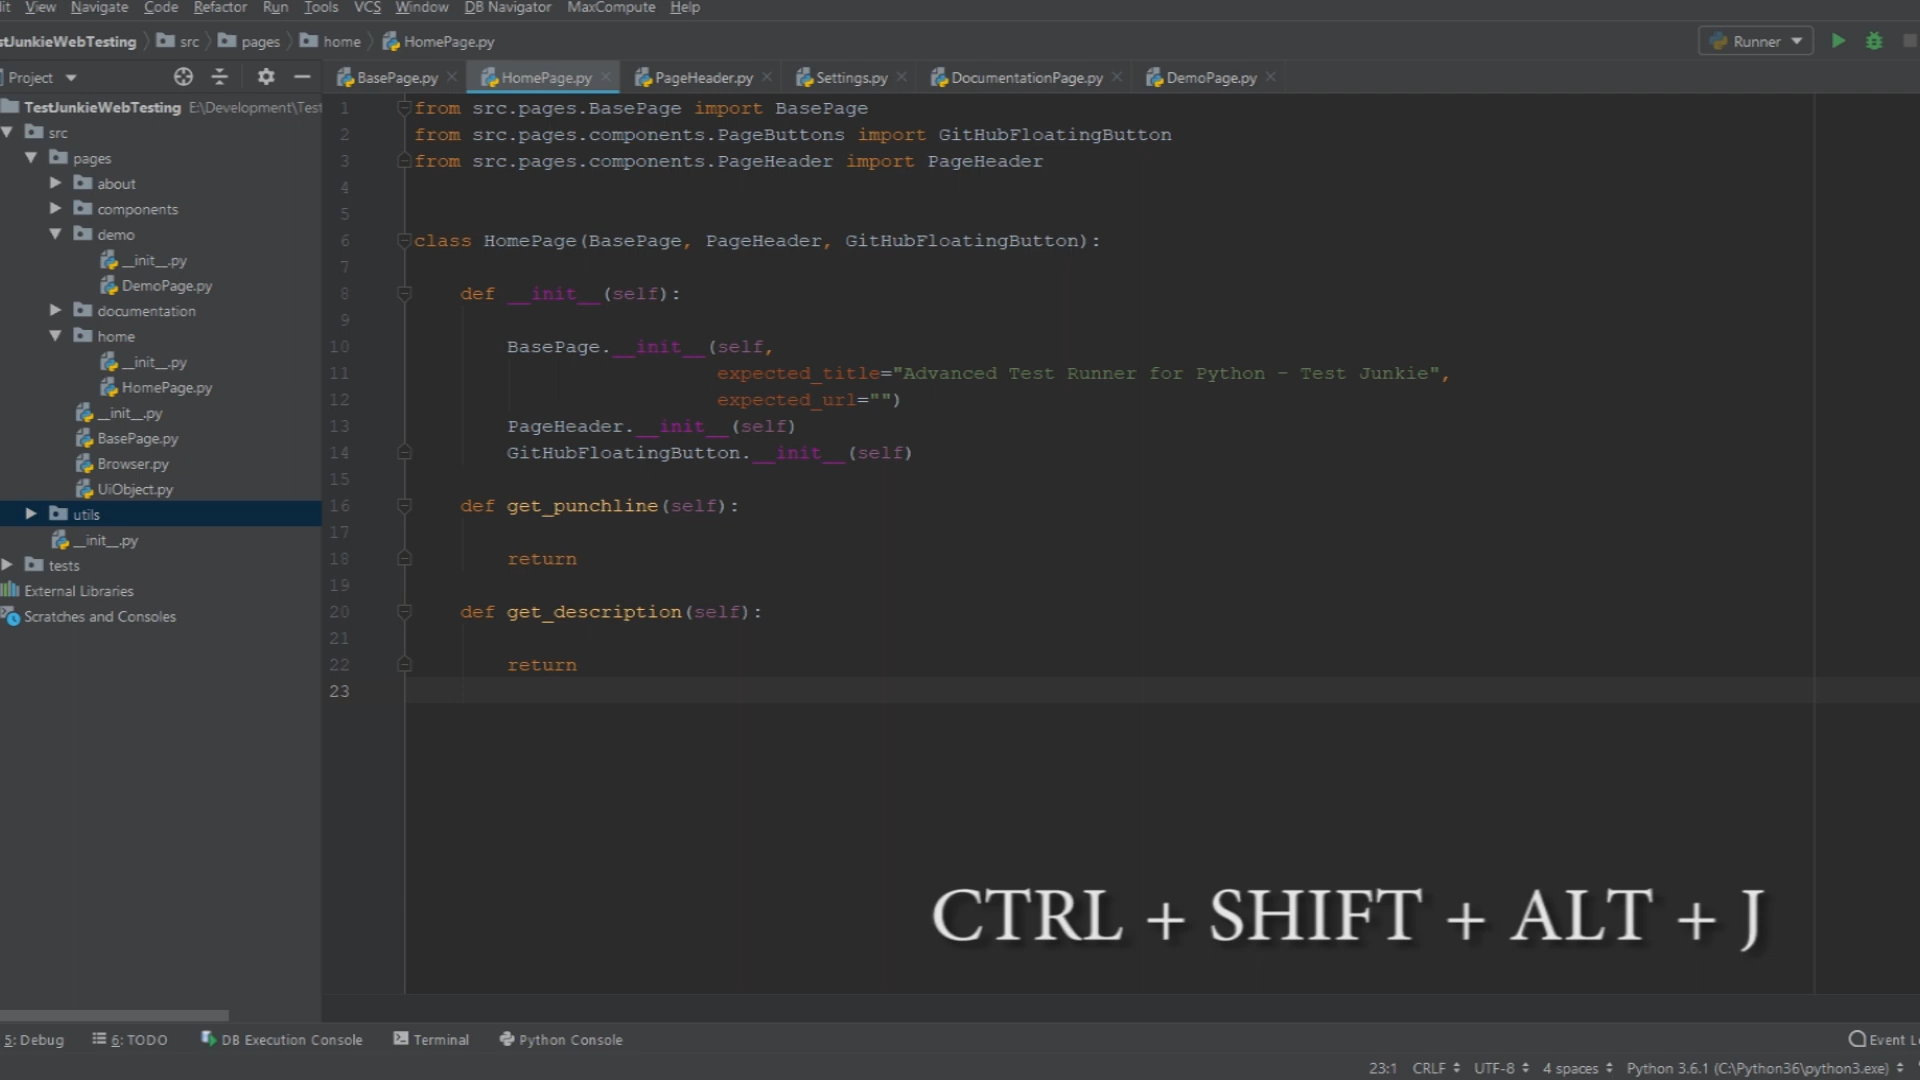 it View Navigate Code Refactor Run Tools VCS Window DB Navigator MaxCompute Help
stJunkieWebTesting src pages home HomePage.py Runner
Project BasePage.py HomePage.py PageHeader.py Settings.py DocumentationPage.py DemoPage.py
TestJunkieWebTesting E:\Development\Test
src
pages
about
components
demo
__init__.py
DemoPage.py
documentation
home
__init__.py
HomePage.py
__init__.py
BasePage.py
Browser.py
UiObject.py
utils
__init__.py
tests
External Libraries
Scratches and Consoles
1 from src.pages.BasePage import BasePage
2 from src.pages.components.PageButtons import GitHubFloatingButton
3 from src.pages.components.PageHeader import PageHeader
4
5
6 class HomePage(BasePage, PageHeader, GitHubFloatingButton):
7
8 def __init__(self):
9
10 BasePage.__init__(self,
11 expected_title="Advanced Test Runner for Python - Test Junkie",
12 expected_url="")
13 PageHeader.__init__(self)
14 GitHubFloatingButton.__init__(self)
15
16 def get_punchline(self):
17
18 return
19
20 def get_description(self):
21
22 return
23
CTRL + SHIFT + ALT + J
5: Debug 6: TODO DB Execution Console Terminal Python Console Event L
23:1 CRLF UTF-8 4 spaces Python 3.6.1 (C:\Python36\python3.exe)